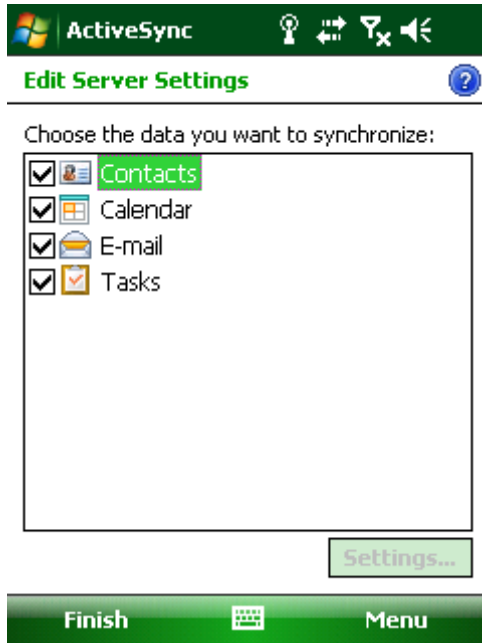 ActiveSync
Edit Server Settings
?
Choose the data you want to synchronize:
Contacts
Calendar
E-mail
Tasks
Settings...
Finish Menu